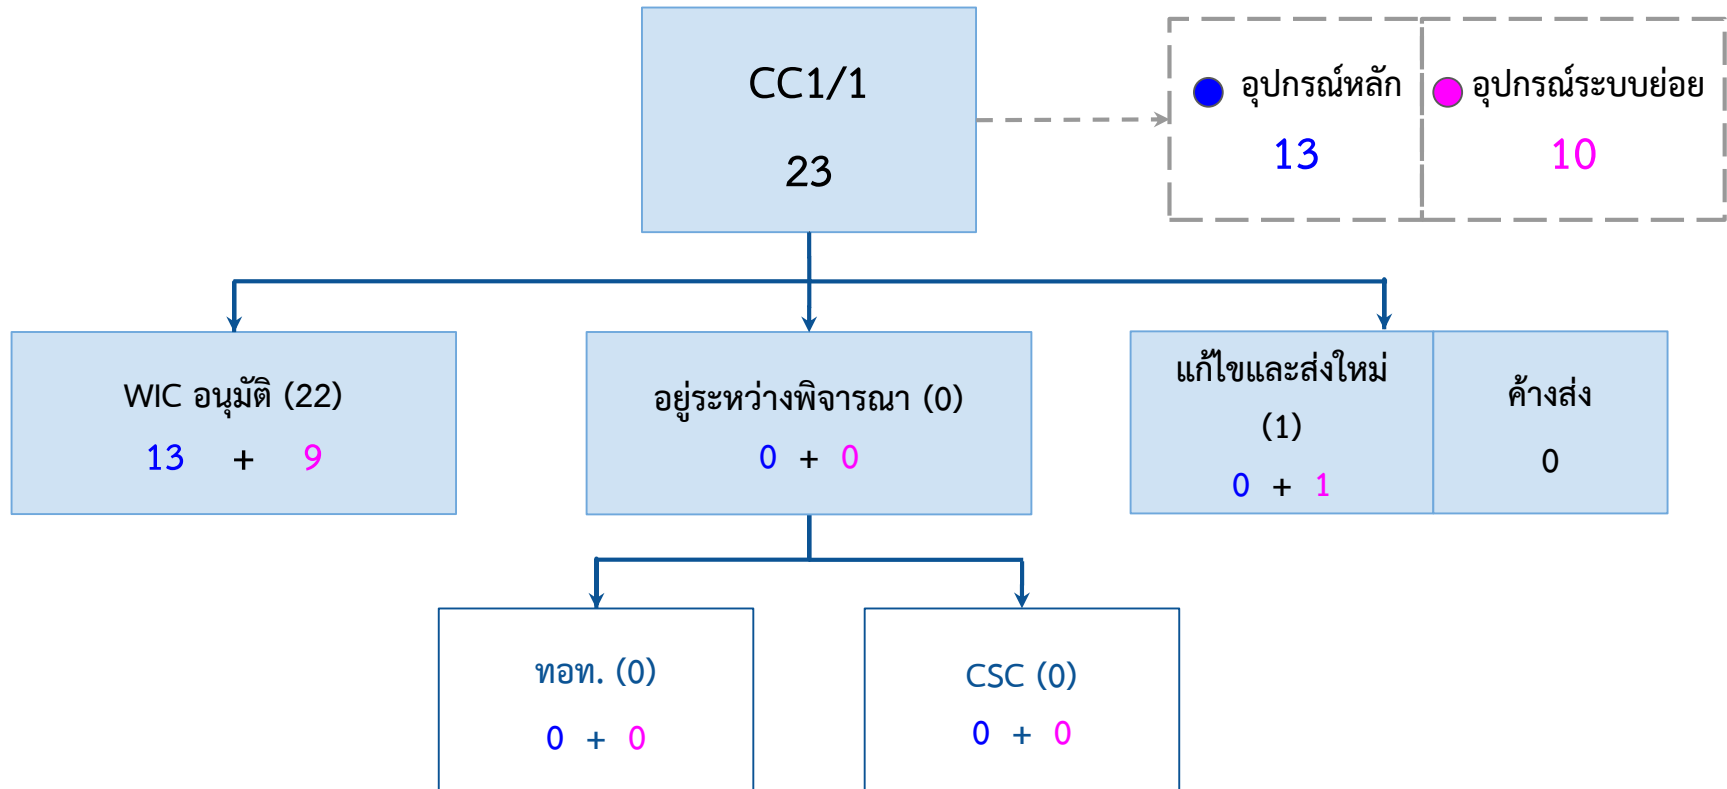 CC1/1
23
อุปกรณ์หลัก
13
อุปกรณ์ระบบย่อย
10
WIC อนุมัติ (22)
13 + 9
อยู่ระหว่างพิจารณา (0)
0 + 0
แก้ไขและส่งใหม่
(1)
0 + 1
ค้างส่ง
0
ทอท. (0)
0 + 0
CSC (0)
0 + 0